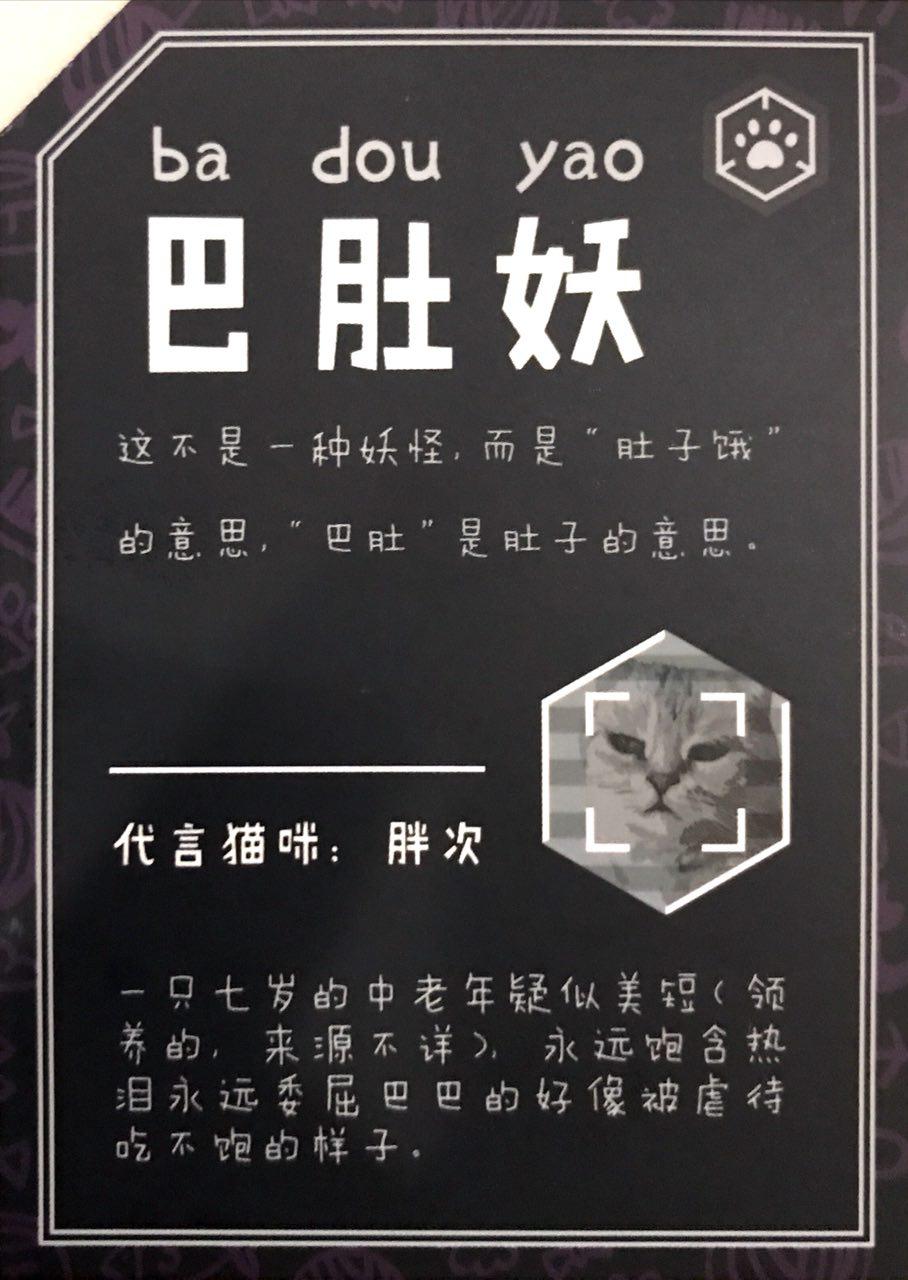 ba dou yao
巴肚妖
这不是一种妖怪，而是“肚子饿”
的意思，“巴肚”是肚子的意思。
代言猫咪：胖次
一只七岁的中老年疑似美短（领
养的，来源不详），永远饱含热
泪永远委屈巴巴的好像被虐待
吃不饱的样子。